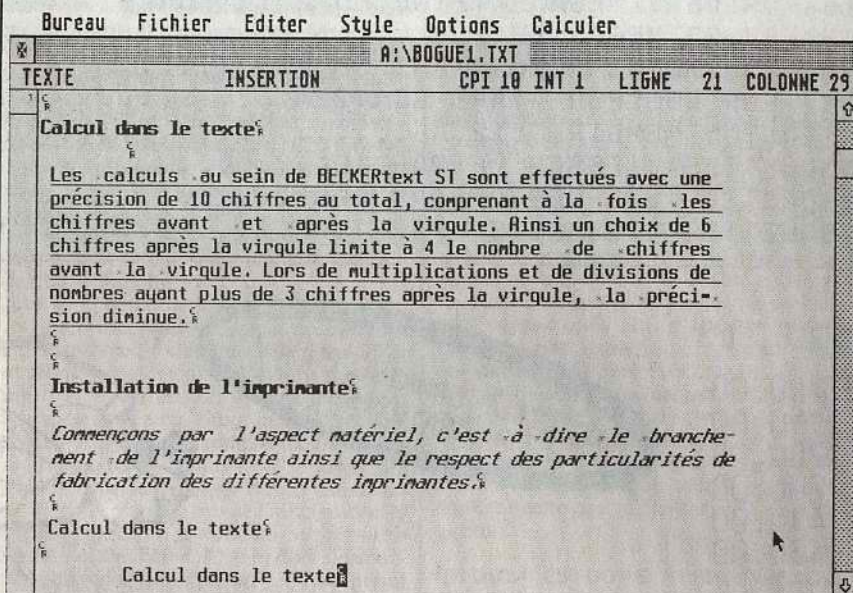 Bureau Fichier Editer Style Options Calculer
A:\BOGUE1.TXT
TEXTE INSERTION CPI 10 INT 1 LIGNE 21 COLONNE 29
1
Calcul dans le texte
Les calculs au sein de BECKERtext ST sont effectués avec une
précision de 10 chiffres au total, comprenant à la fois les
chiffres avant et après la virgule. Ainsi un choix de 6
chiffres après la virgule limite à 4 le nombre de chiffres
avant la virgule. Lors de multiplications et de divisions de
nombres ayant plus de 3 chiffres après la virgule, la préci-
sion diminue.
Installation de l'imprimante
Commençons par l'aspect matériel, c'est à dire le branche-
ment de l'imprimante ainsi que le respect des particularités de
fabrication des différentes imprimantes.
Calcul dans le texte
Calcul dans le texte